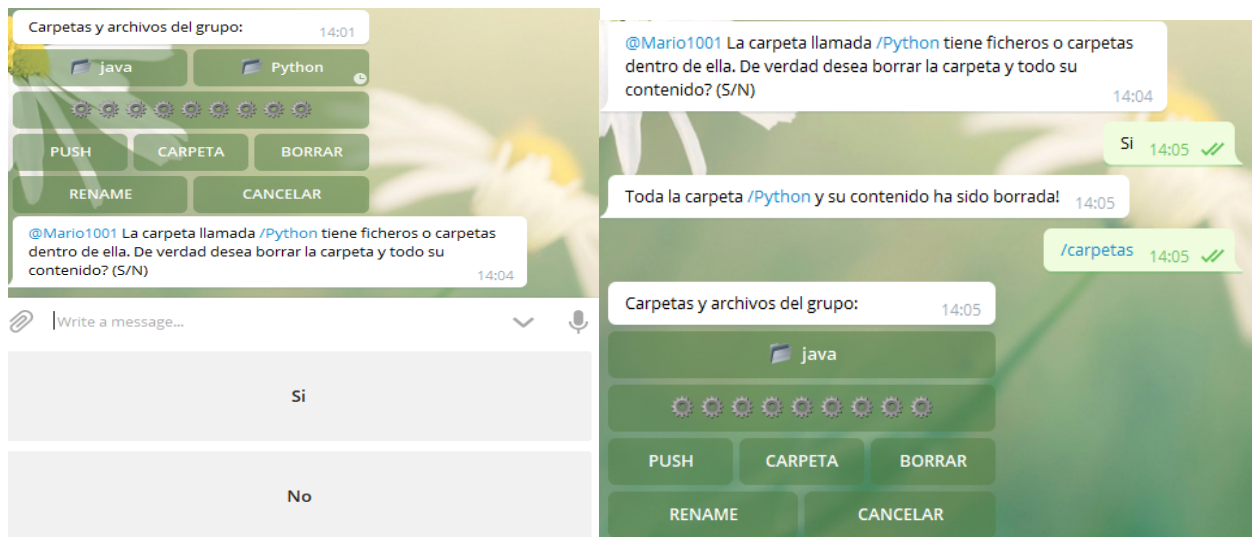 Carpetas y archivos del grupo: 14:01
java Python
PUSH CARPETA BORRAR
RENAME CANCELAR
@Mario1001 La carpeta llamada /Python tiene ficheros o carpetas
dentro de ella. De verdad desea borrar la carpeta y todo su
contenido? (S/N) 14:04
Write a message...
Si
No
@Mario1001 La carpeta llamada /Python tiene ficheros o carpetas
dentro de ella. De verdad desea borrar la carpeta y todo su
contenido? (S/N) 14:04
Si 14:05
Toda la carpeta /Python y su contenido ha sido borrada! 14:05
/carpetas 14:05
Carpetas y archivos del grupo: 14:05
java
PUSH CARPETA BORRAR
RENAME CANCELAR